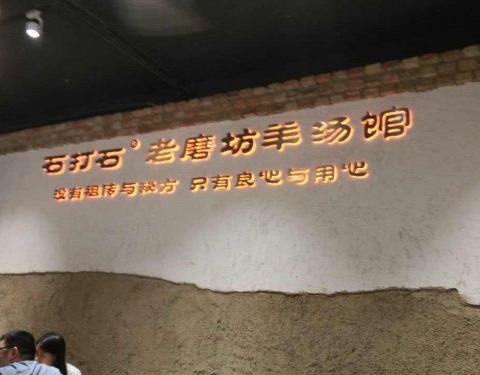 石打石® 老磨坊羊汤馆
没有祖传与秘方 只有良心与用心